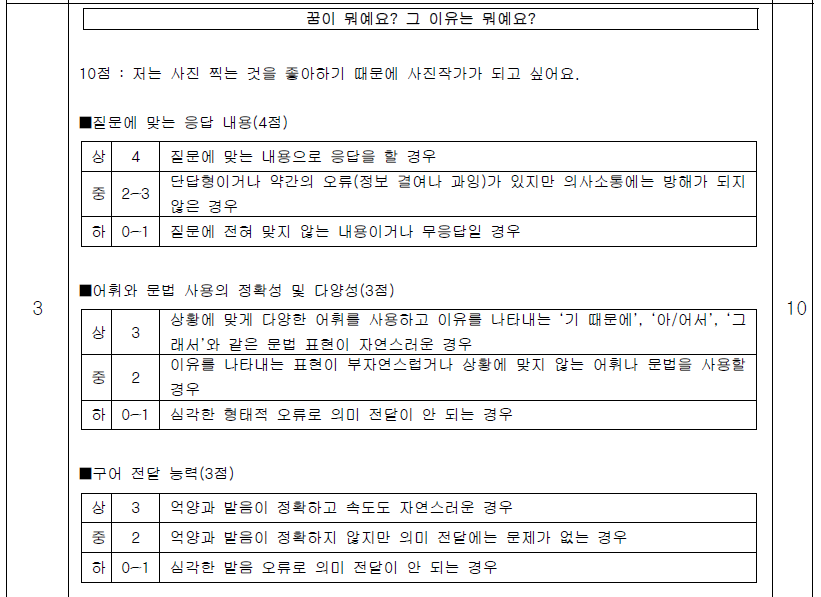 꿈이 뭐예요? 그 이유는 뭐예요?
10점 : 저는 사진 찍는 것을 좋아하기 때문에 사진작가가 되고 싶어요.
■질문에 맞는 응답 내용(4점)
상 4 질문에 맞는 내용으로 응답을 할 경우
중 2-3 단답형이거나 약간의 오류(정보 결여나 과잉)가 있지만 의사소통에는 방해가 되지
않은 경우
하 0-1 질문에 전혀 맞지 않는 내용이거나 무응답일 경우
3
10
■어휘와 문법 사용의 정확성 및 다양성(3점)
상 3 상황에 맞게 다양한 어휘를 사용하고 이유를 나타내는 ‘기 때문에’, ‘아/어서’, ‘그
래서’와 같은 문법 표현이 자연스러운 경우
중 2 이유를 나타내는 표현이 부자연스럽거나 상황에 맞지 않는 어휘나 문법을 사용할
경우
하 0-1 심각한 형태적 오류로 의미 전달이 안 되는 경우
■구어 전달 능력(3점)
상 3 억양과 발음이 정확하고 속도도 자연스러운 경우
중 2 억양과 발음이 정확하지 않지만 의미 전달에는 문제가 없는 경우
하 0-1 심각한 발음 오류로 의미 전달이 안 되는 경우